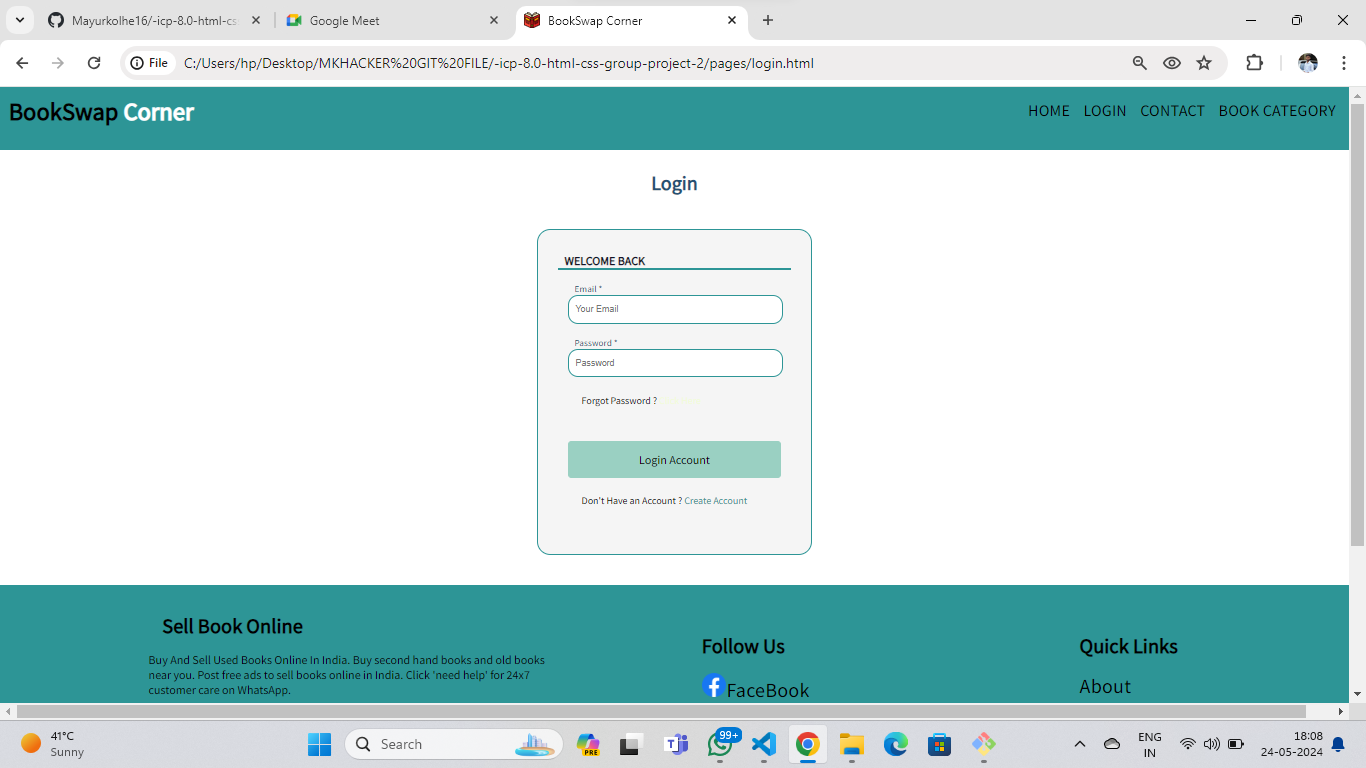 Mayurkolhe16/-icp-8.0-html-cs
Google Meet
BookSwap Corner
File
C:/Users/hp/Desktop/MKHACKER%20GIT%20FILE/-icp-8.0-html-css-group-project-2/pages/login.html
BookSwap Corner
HOME LOGIN CONTACT BOOK CATEGORY
Login
WELCOME BACK
Email *
Your Email
Password *
Password
Forgot Password ?
Login Account
Don't Have an Account ? Create Account
Sell Book Online
Buy And Sell Used Books Online In India. Buy second hand books and old books
near you. Post free ads to sell books online in India. Click 'need help' for 24x7
customer care on WhatsApp.
Follow Us
FaceBook
Quick Links
About
41°C
Sunny
Search
PRE
99+
ENG
IN
18:08
24-05-2024